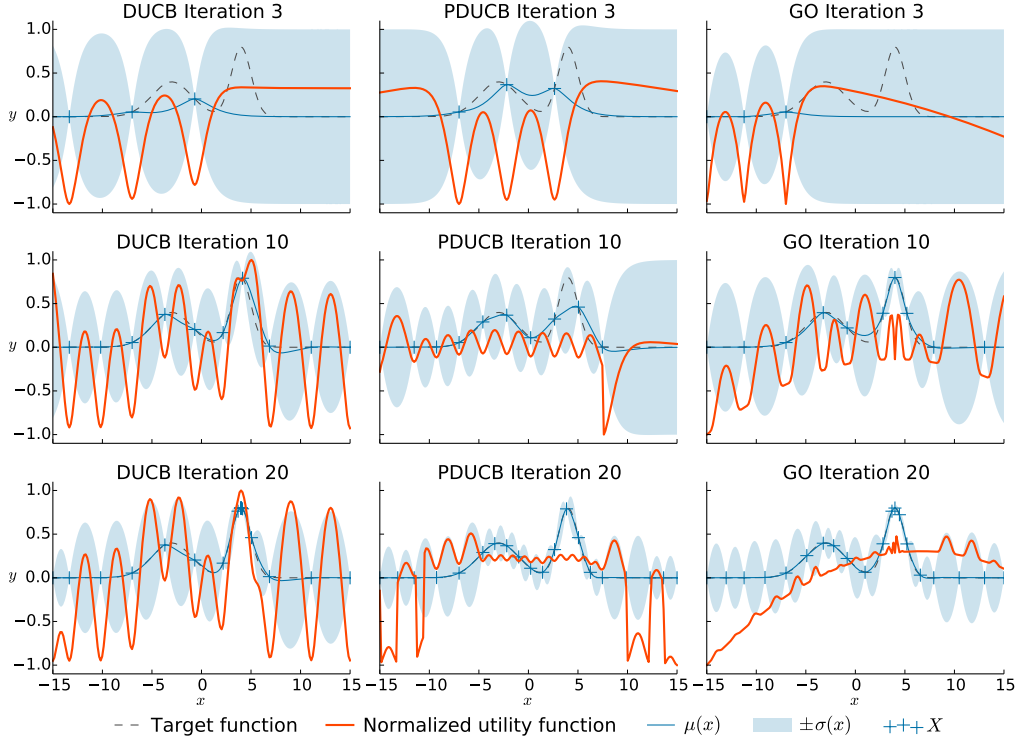 DUCB Iteration 3
PDUCB Iteration 3
GO Iteration 3
1.0
0.5
y 0.0
−0.5
−1.0
DUCB Iteration 10
PDUCB Iteration 10
GO Iteration 10
1.0
0.5
y 0.0
−0.5
−1.0
DUCB Iteration 20
PDUCB Iteration 20
GO Iteration 20
1.0
0.5
y 0.0
−0.5
−1.0
−15 −10 −5 0 5 10 15
−15 −10 −5 0 5 10 15
−15 −10 −5 0 5 10 15
x x x
Target function Normalized utility function μ(x) ±σ(x) X